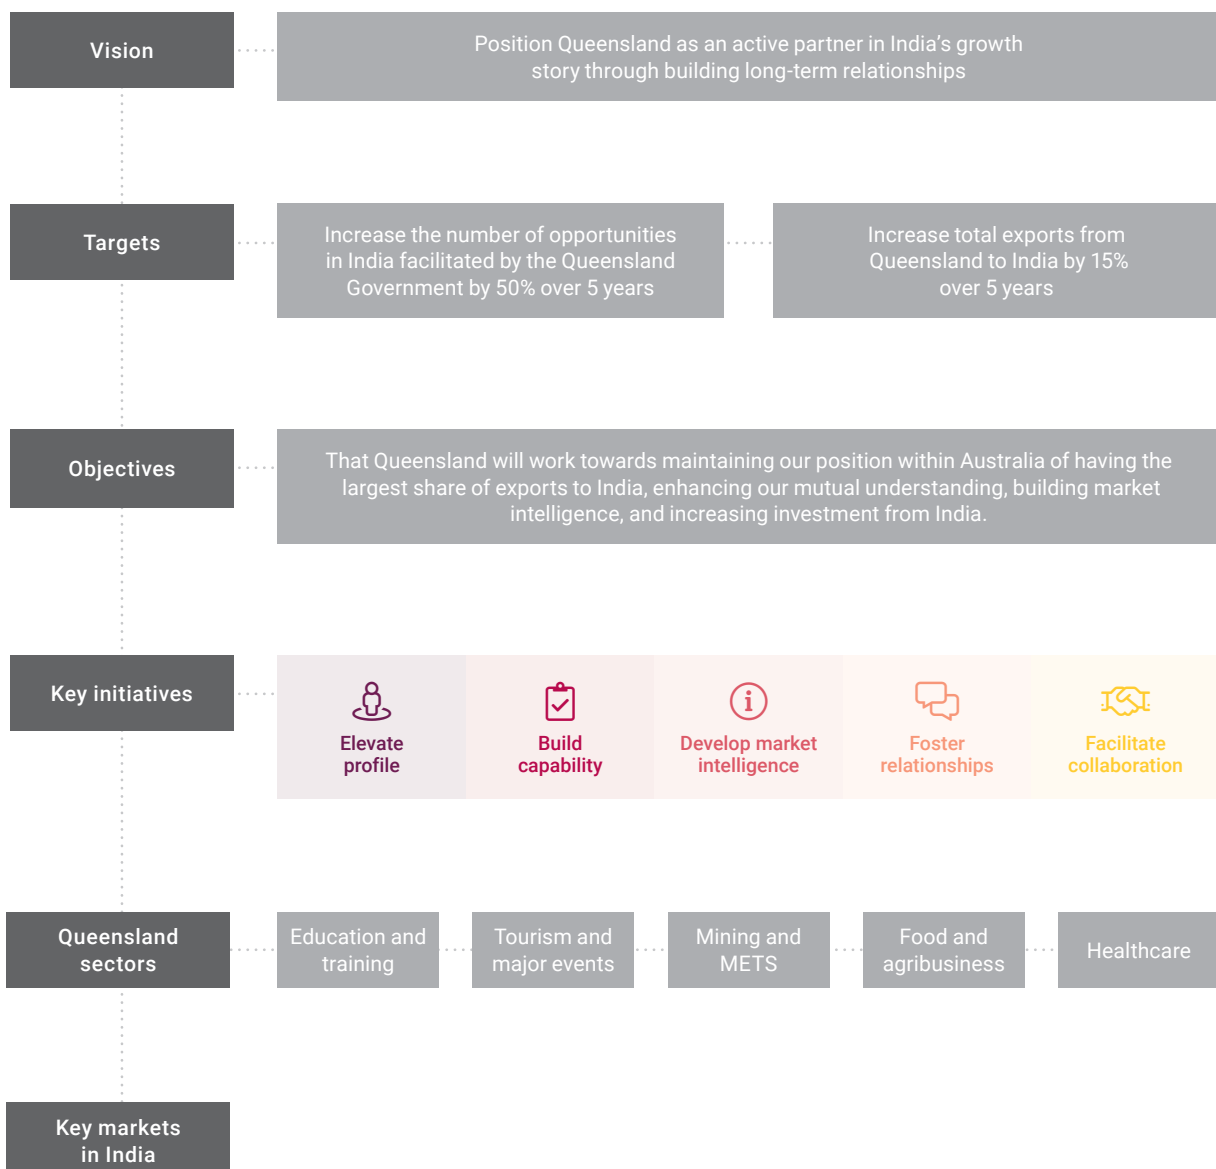 Vision
Position Queensland as an active partner in India's growth
story through building long-term relationships
Targets
Increase the number of opportunities
in India facilitated by the Queensland
Government by 50% over 5 years
Increase total exports from
Queensland to India by 15%
over 5 years
Objectives
That Queensland will work towards maintaining our position within Australia of having the
largest share of exports to India, enhancing our mutual understanding, building market
intelligence, and increasing investment from India.
Key initiatives
Elevate
profile
Build
capability
Develop market
intelligence
Foster
relationships
Facilitate
collaboration
Queensland
sectors
Education and
training
Tourism and
major events
Mining and
METS
Food and
agribusiness
Healthcare
Key markets
in India